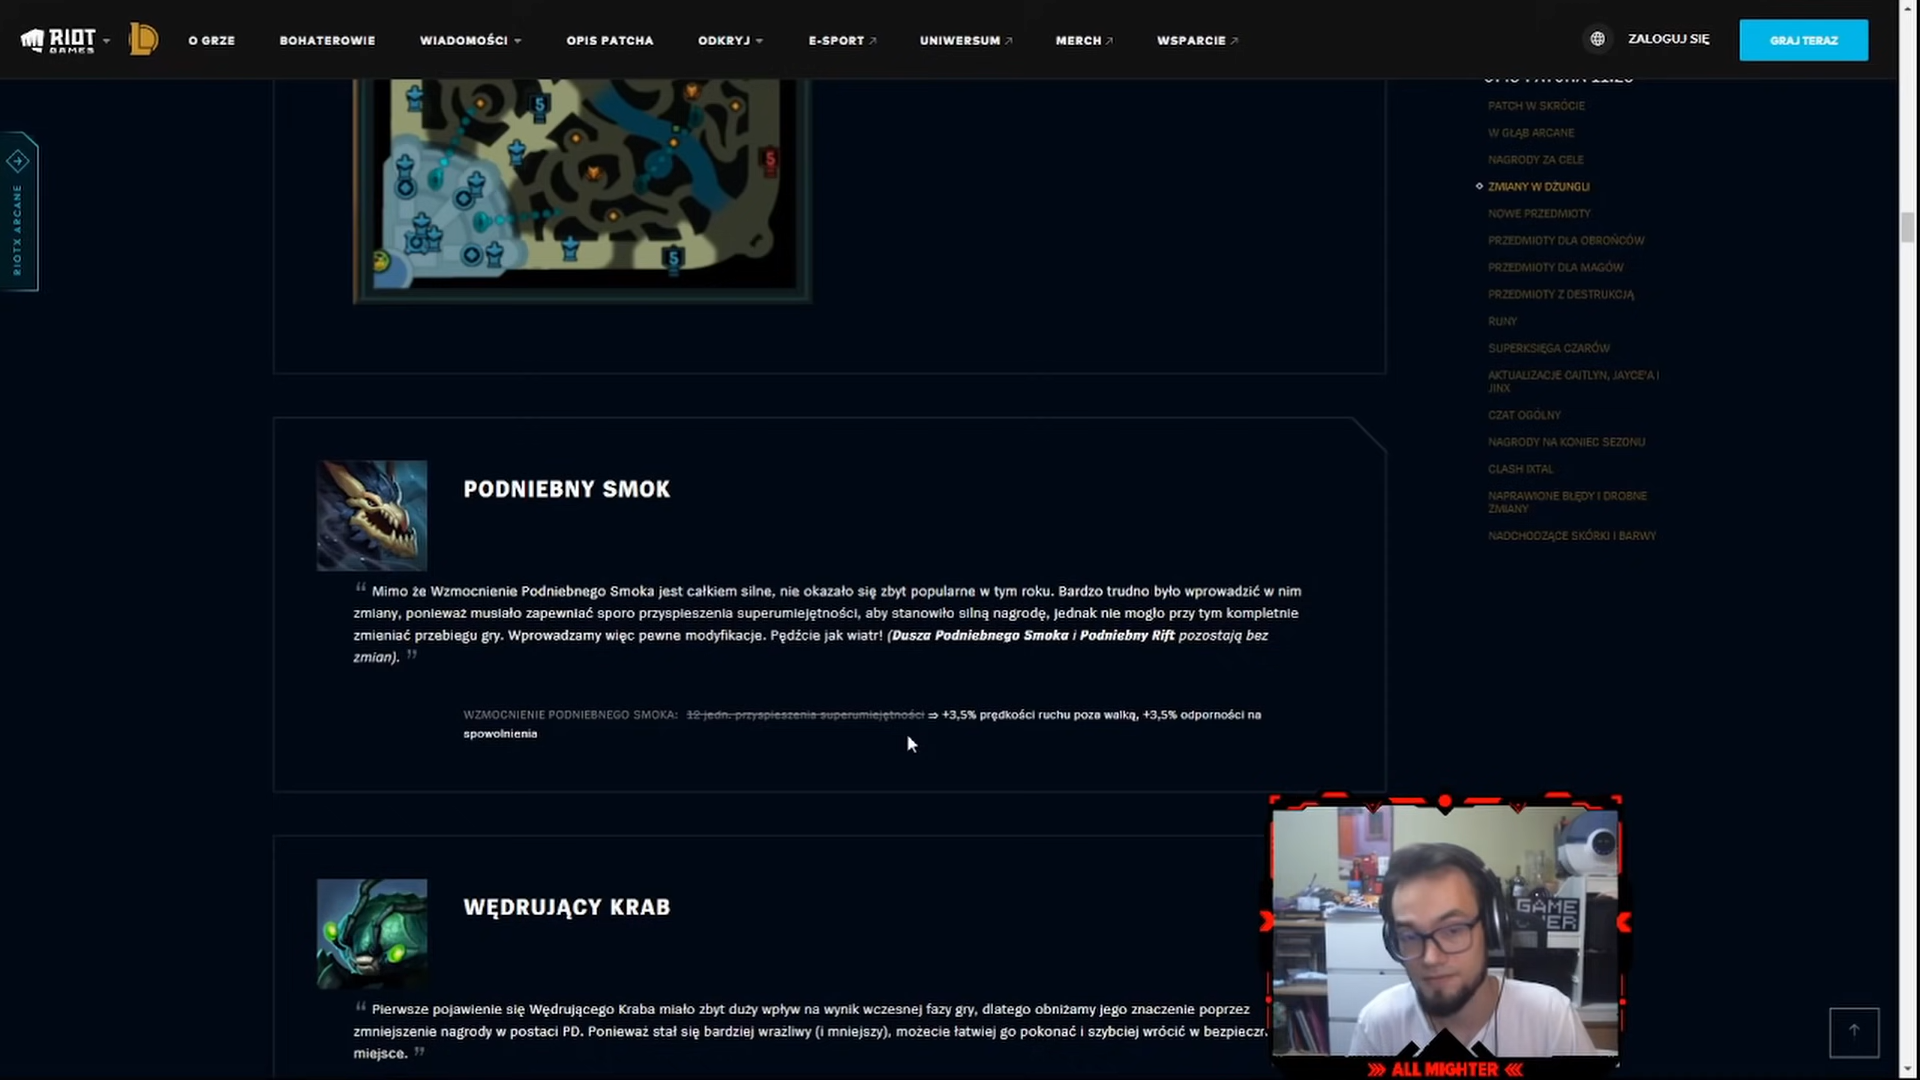 RIOT GAMES
O GRZE
BOHATEROWIE
WIADOMOŚCI
OPIS PATCHA
ODKRYJ
E-SPORT
UNIWERSUM
MERCH
WSPARCIE
ZALOGUJ SIĘ
GRAJ TERAZ
RIOTX ARCANE
5
5
5
5
PATCH W SKRÓCIE
W GŁĄB ARCANE
NAGRODY ZA CELE
ZMIANY W DŻUNGLI
NOWE PRZEDMIOTY
PRZEDMIOTY DLA OBROŃCÓW
PRZEDMIOTY DLA MAGÓW
PRZEDMIOTY Z DESTRUKCJĄ
RUNY
SUPERKSIĘGA CZARÓW
AKTUALIZACJE CAITLYN, JAYCE'A I
JINX
CZAT OGÓLNY
NAGRODY NA KONIEC SEZONU
CLASH IXTAL
NAPRAWIONE BŁĘDY I DROBNE
ZMIANY
NADCHODZĄCE SKÓRKI I BARWY
PODNIEBNY SMOK
“ Mimo że Wzmocnienie Podniebnego Smoka jest całkiem silne, nie okazało się zbyt popularne w tym roku. Bardzo trudno było wprowadzić w nim
zmiany, ponieważ musiało zapewniać sporo przyspieszenia superumiejętności, aby stanowiło silną nagrodę, jednak nie mogło przy tym kompletnie
zmieniać przebiegu gry. Wprowadzamy więc pewne modyfikacje. Pędźcie jak wiatr! (Dusza Podniebnego Smoka i Podniebny Rift pozostają bez
zmian). ”
WZMOCNIENIE PODNIEBNEGO SMOKA: 12 jedn. przyspieszenia superumiejętności ⇒ +3,5% prędkości ruchu poza walką, +3,5% odporności na
spowolnienia
WĘDRUJĄCY KRAB
“ Pierwsze pojawienie się Wędrującego Kraba miało zbyt duży wpływ na wynik wczesnej fazy gry, dlatego obniżamy jego znaczenie poprzez
zmniejszenie nagrody w postaci PD. Ponieważ stał się bardziej wrażliwy (i mniejszy), możecie łatwiej go pokonać i szybciej wrócić w
miejsce. ”
GAME
ALL MIGHTER